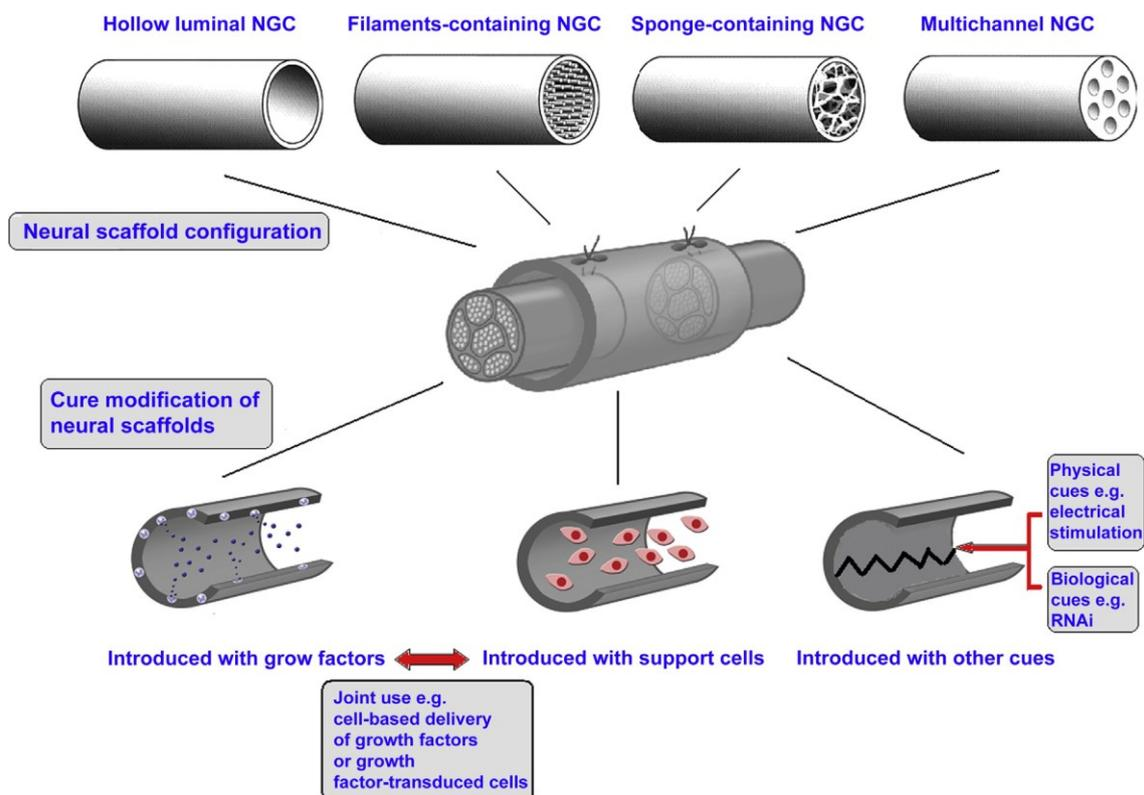 Hollow luminal NGC
Filaments-containing NGC
Sponge-containing NGC
Multichannel NGC
Neural scaffold configuration
Cure modification of
neural scaffolds
Physical
cues e.g.
electrical
stimulation
Biological
cues e.g.
RNAi
Introduced with grow factors
Introduced with support cells
Introduced with other cues
Joint use e.g.
cell-based delivery
of growth factors
or growth
factor-transduced cells